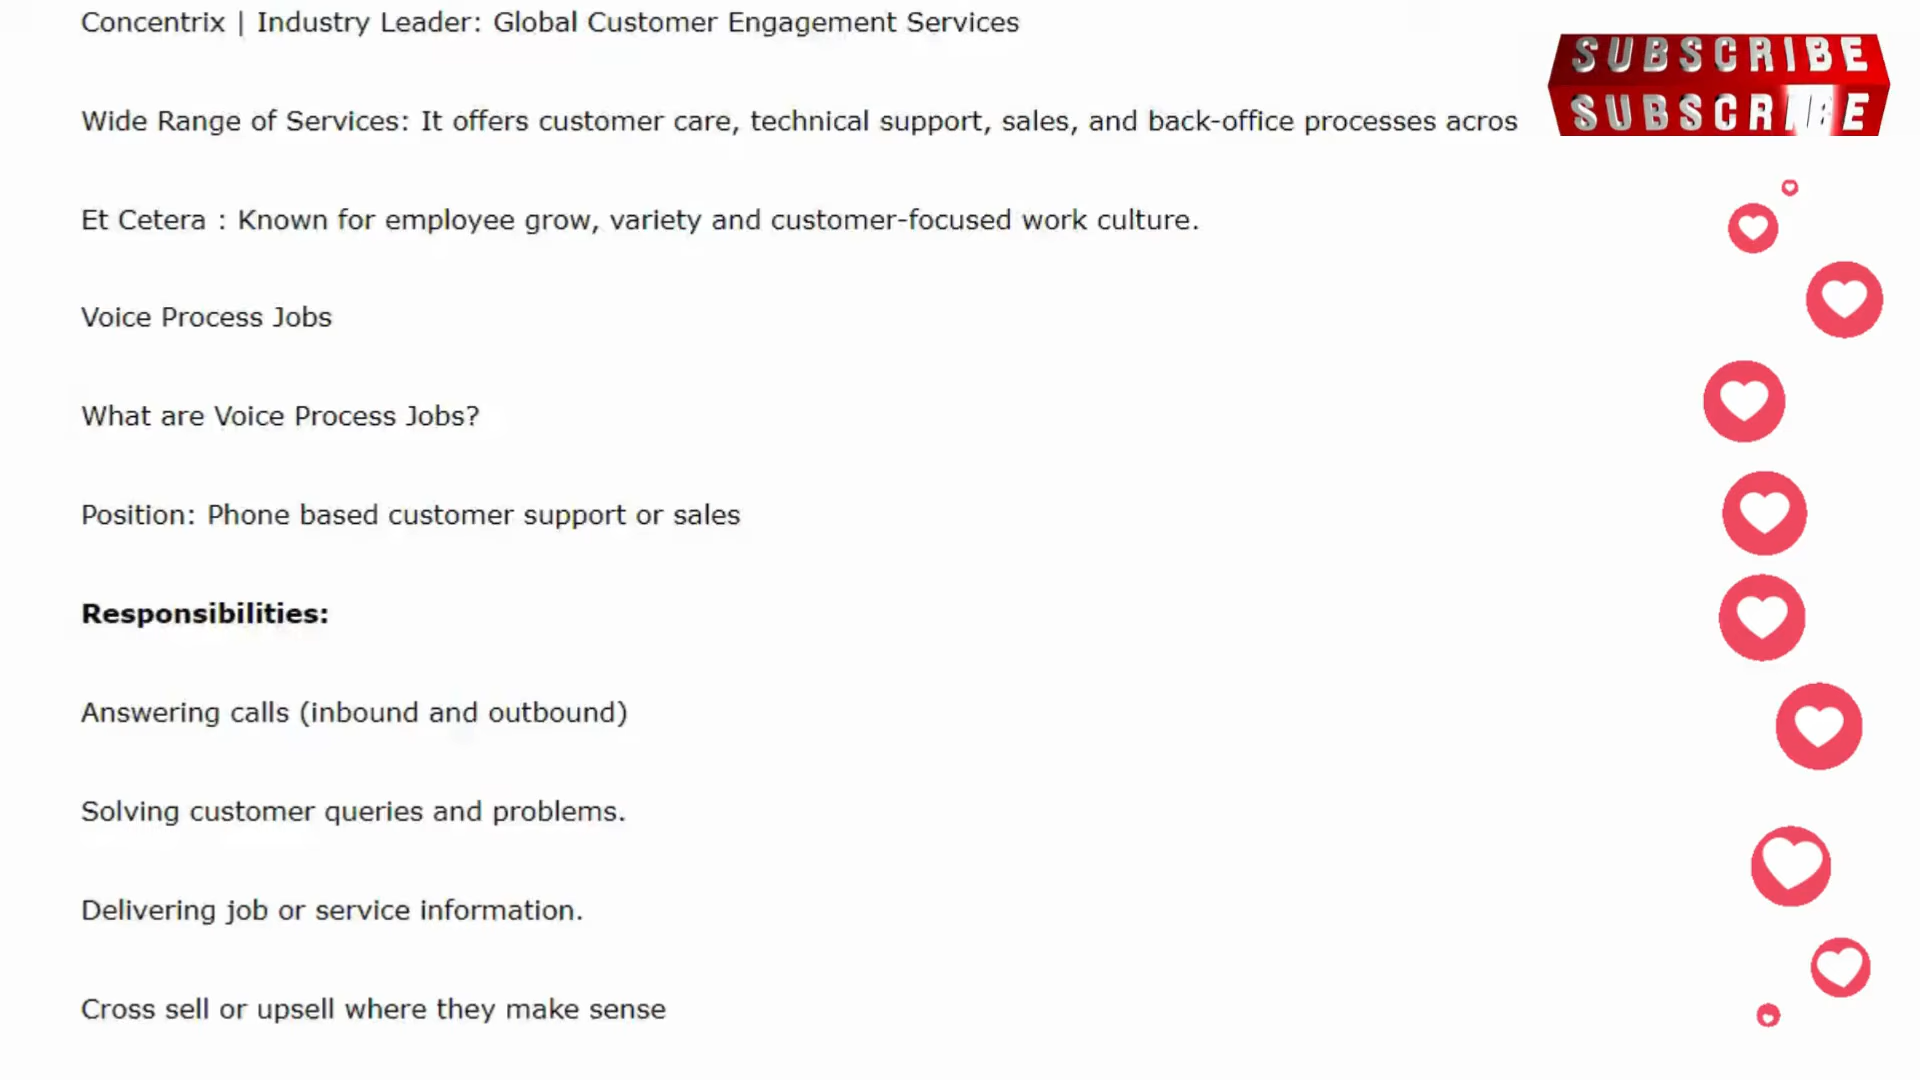 Concentrix | Industry Leader: Global Customer Engagement Services
SUBSCRIBE
SUBSCRIBE
Wide Range of Services: It offers customer care, technical support, sales, and back-office processes acros
Et Cetera : Known for employee grow, variety and customer-focused work culture.
Voice Process Jobs
What are Voice Process Jobs?
Position: Phone based customer support or sales
Responsibilities:
Answering calls (inbound and outbound)
Solving customer queries and problems.
Delivering job or service information.
Cross sell or upsell where they make sense